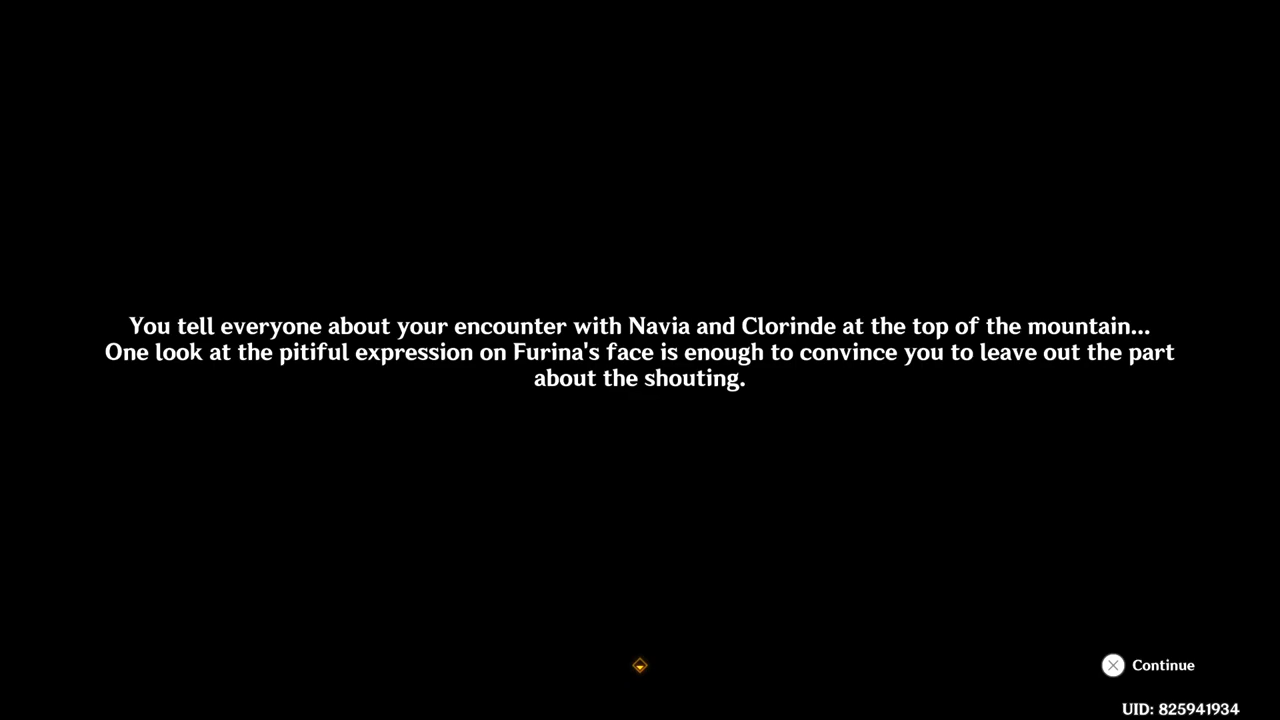 You tell everyone about your encounter with Navia and Clorinde at the top of the mountain...
One look at the pitiful expression on Furina's face is enough to convince you to leave out the part
about the shouting.
Continue
UID: 825941934